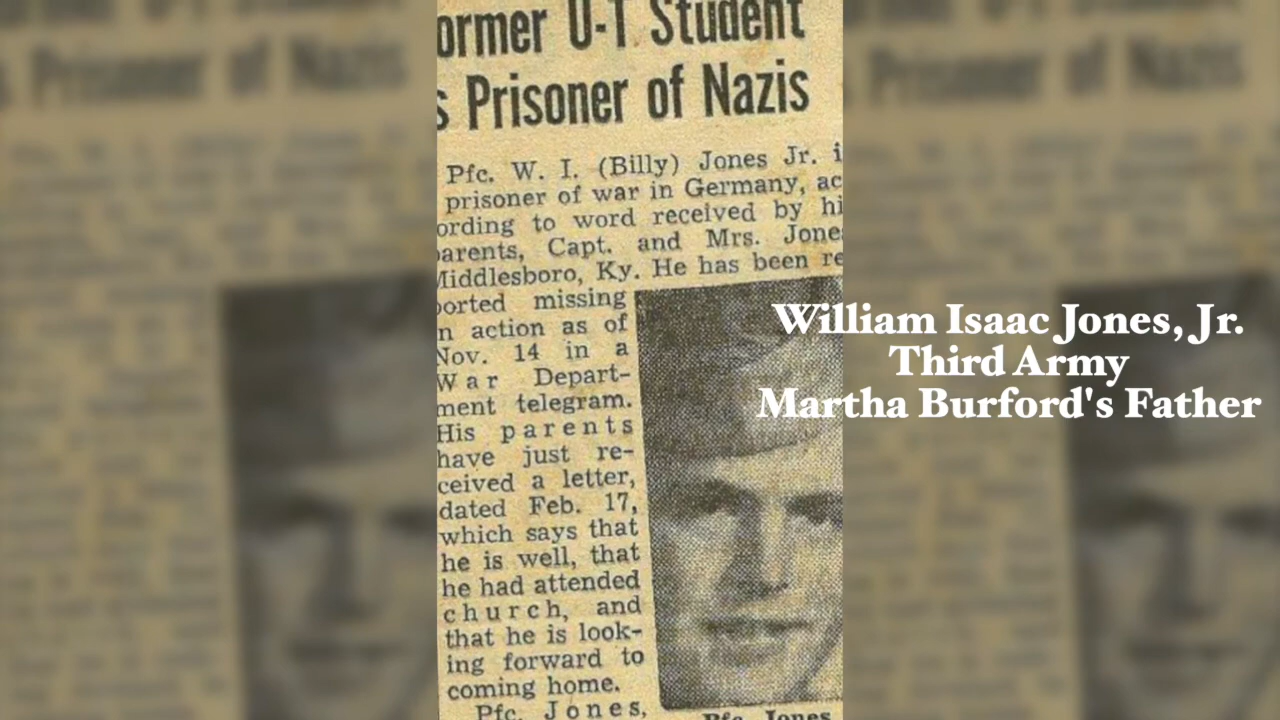 ormer U-T Student
s Prisoner of Nazis
Pfc. W. I. (Billy) Jones Jr. i
prisoner of war in Germany, ac
ording to word received by hi
parents, Capt. and Mrs. Jones
Middlesboro, Ky. He has been re
ported missing
n action as of
Nov. 14 in a
War Depart-
ment telegram.
His parents
have just re-
ceived a letter,
dated Feb. 17,
which says that
he is well, that
he had attended
church, and
that he is look-
ing forward to
coming home.
Pfc. Jones,
Pfc. Jones
William Isaac Jones, Jr.
Third Army
Martha Burford's Father